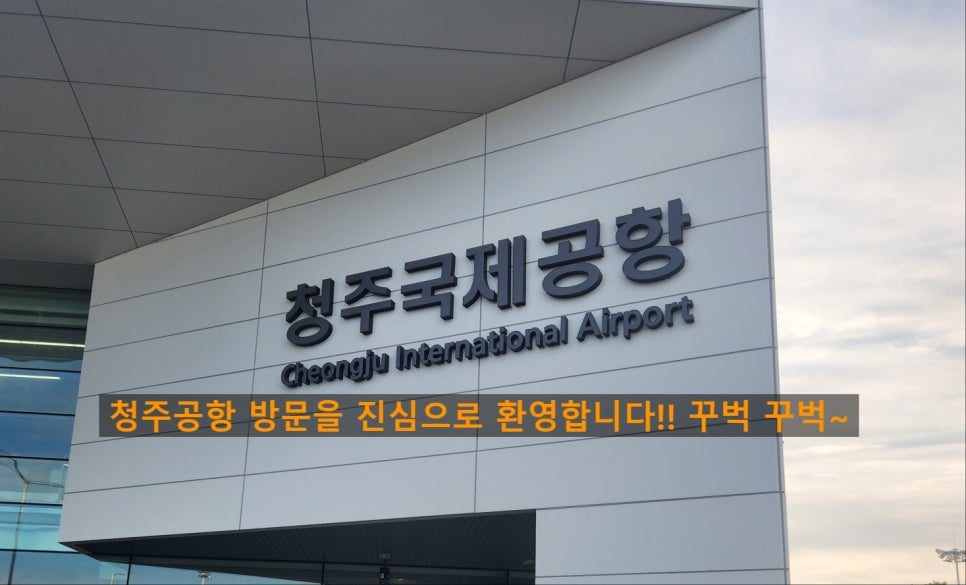 청주국제공항
Cheongju International Airport
청주공항 방문을 진심으로 환영합니다!! 꾸벅 꾸벅~